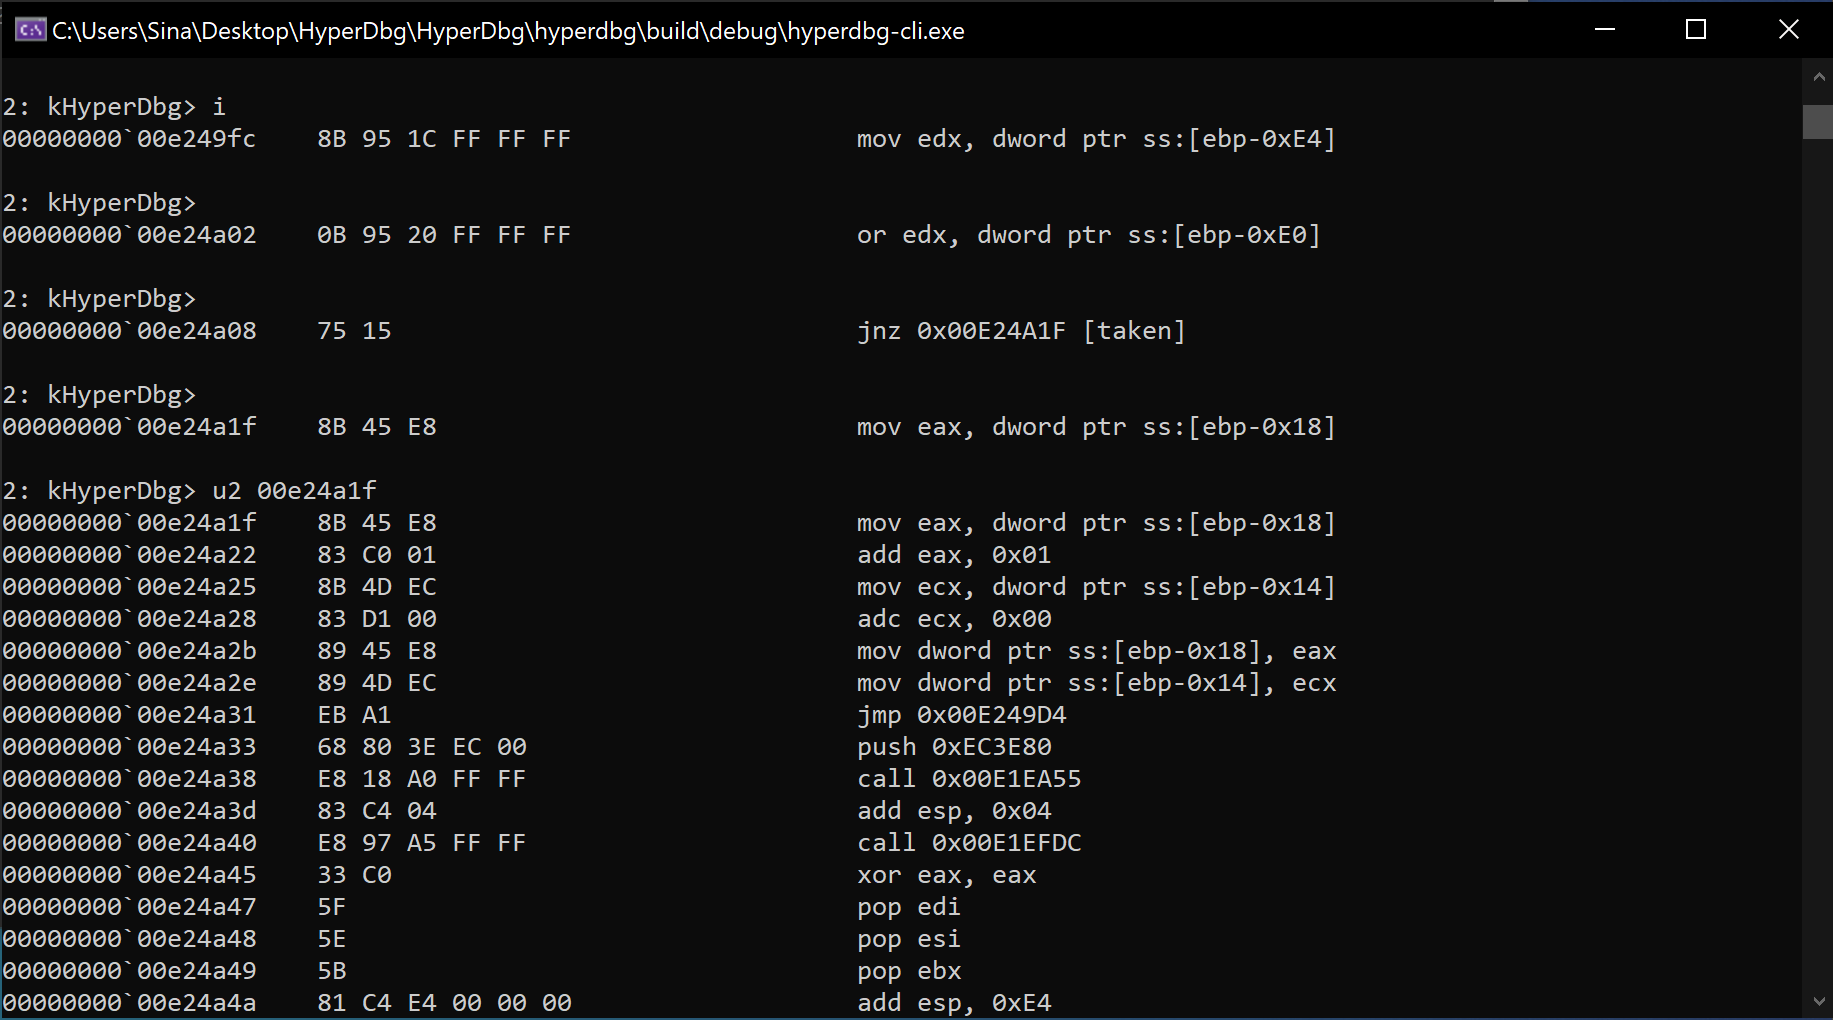 C:\Users\Sina\Desktop\HyperDbg\HyperDbg\hyperdbg\build\debug\hyperdbg-cli.exe
2: kHyperDbg> i
00000000`00e249fc    8B 95 1C FF FF FF                   mov edx, dword ptr ss:[ebp-0xE4]
2: kHyperDbg>
00000000`00e24a02    0B 95 20 FF FF FF                   or edx, dword ptr ss:[ebp-0xE0]
2: kHyperDbg>
00000000`00e24a08    75 15                               jnz 0x00E24A1F [taken]
2: kHyperDbg>
00000000`00e24a1f    8B 45 E8                            mov eax, dword ptr ss:[ebp-0x18]
2: kHyperDbg> u2 00e24a1f
00000000`00e24a1f    8B 45 E8                            mov eax, dword ptr ss:[ebp-0x18]
00000000`00e24a22    83 C0 01                            add eax, 0x01
00000000`00e24a25    8B 4D EC                            mov ecx, dword ptr ss:[ebp-0x14]
00000000`00e24a28    83 D1 00                            adc ecx, 0x00
00000000`00e24a2b    89 45 E8                            mov dword ptr ss:[ebp-0x18], eax
00000000`00e24a2e    89 4D EC                            mov dword ptr ss:[ebp-0x14], ecx
00000000`00e24a31    EB A1                               jmp 0x00E249D4
00000000`00e24a33    68 80 3E EC 00                      push 0xEC3E80
00000000`00e24a38    E8 18 A0 FF FF                      call 0x00E1EA55
00000000`00e24a3d    83 C4 04                            add esp, 0x04
00000000`00e24a40    E8 97 A5 FF FF                      call 0x00E1EFDC
00000000`00e24a45    33 C0                               xor eax, eax
00000000`00e24a47    5F                                  pop edi
00000000`00e24a48    5E                                  pop esi
00000000`00e24a49    5B                                  pop ebx
00000000`00e24a4a    81 C4 E4 00 00 00                   add esp, 0xE4